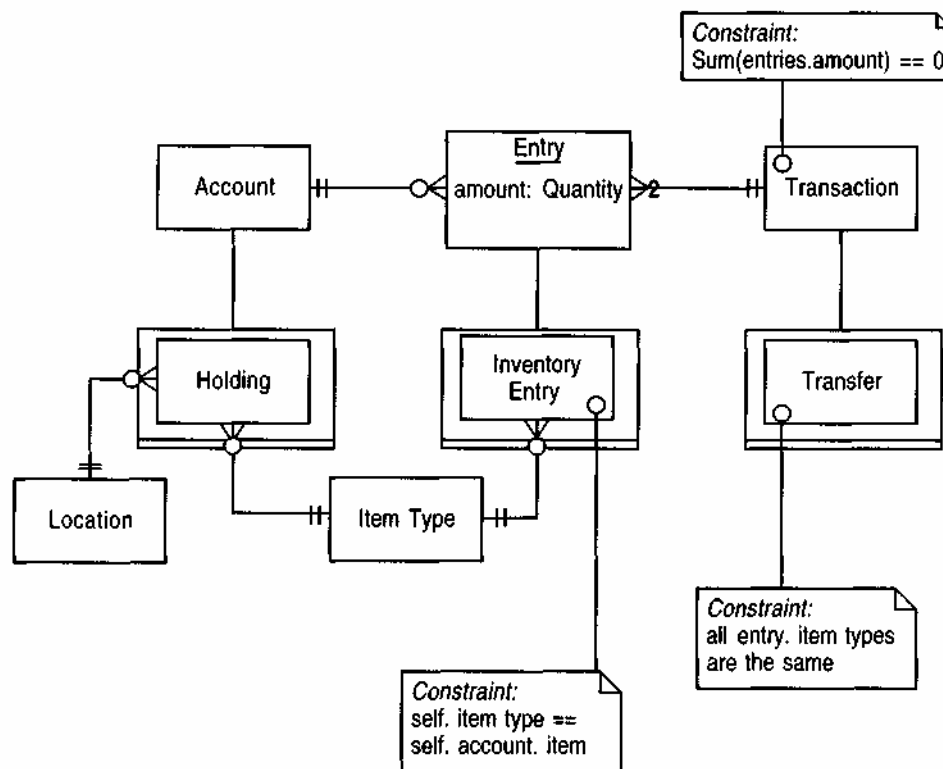 Constraint:
Sum(entries.amount) == 0
Account
Entry
amount: Quantity
2
Transaction
Holding
Inventory
Entry
Transfer
Location
Item Type
Constraint:
all entry. item types
are the same
Constraint:
self. item type ==
self. account. item